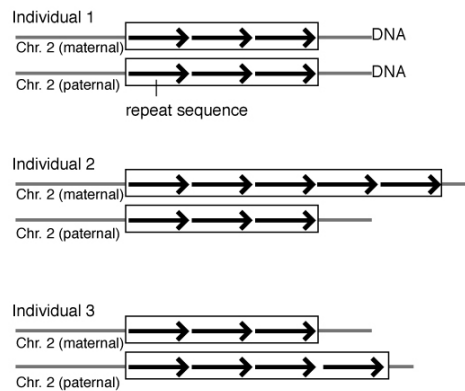 Individual 1
DNA
Chr. 2 (maternal)
DNA
Chr. 2 (paternal)
repeat sequence
Individual 2
Chr. 2 (maternal)
Chr. 2 (paternal)
Individual 3
Chr. 2 (maternal)
Chr. 2 (paternal)